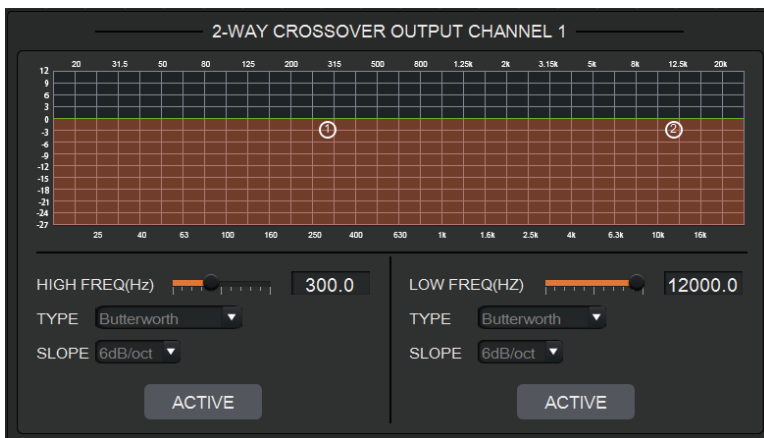 2-WAY CROSSOVER OUTPUT CHANNEL 1
20 31.5 50 80 125 200 315 500 800 1.25k 2k 3.15k 5k 8k 12.5k 20k
12
9
6
3
0
-3
-6
-9
-12
-15
-18
-21
-24
-27
1 2
25 40 63 100 160 250 400 630 1k 1.6k 2.5k 4k 6.3k 10k 16k
HIGH FREQ(Hz) 300.0
TYPE Butterworth
SLOPE 6dB/oct
ACTIVE
LOW FREQ(HZ) 12000.0
TYPE Butterworth
SLOPE 6dB/oct
ACTIVE